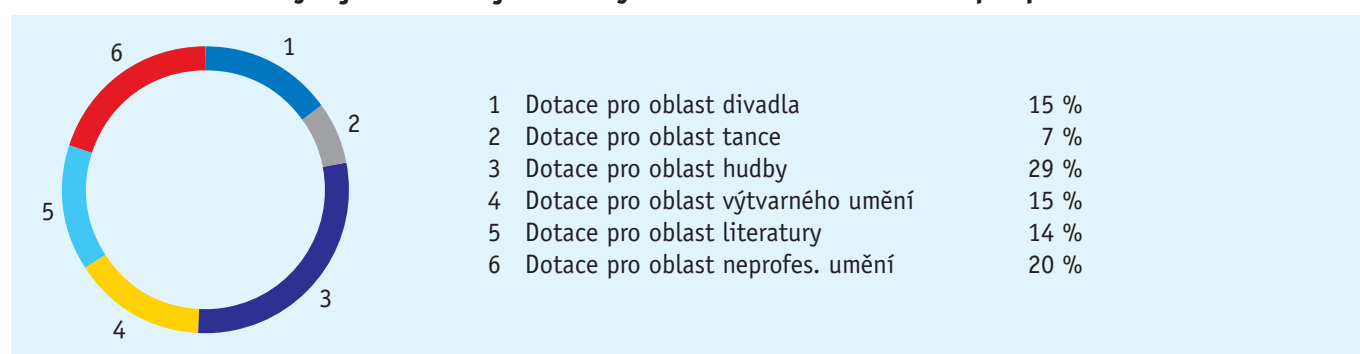 6
1
2
5
3
4
1 Dotace pro oblast divadla 15 %
2 Dotace pro oblast tance 7 %
3 Dotace pro oblast hudby 29 %
4 Dotace pro oblast výtvarného umění 15 %
5 Dotace pro oblast literatury 14 %
6 Dotace pro oblast neprofes. umění 20 %